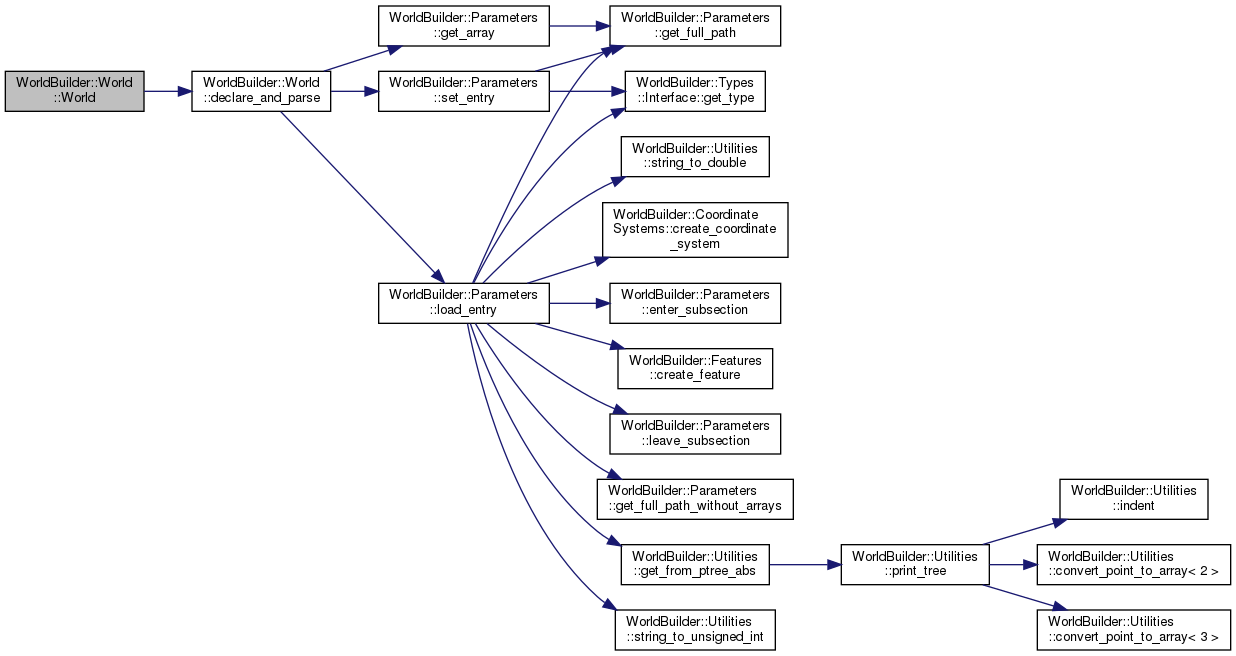 WorldBuilder::World
::World
WorldBuilder::World
::declare_and_parse
WorldBuilder::Parameters
::get_array
WorldBuilder::Parameters
::set_entry
WorldBuilder::Parameters
::load_entry
WorldBuilder::Parameters
::get_full_path
WorldBuilder::Types
::Interface::get_type
WorldBuilder::Utilities
::string_to_double
WorldBuilder::Coordinate
Systems::create_coordinate
_system
WorldBuilder::Parameters
::enter_subsection
WorldBuilder::Features
::create_feature
WorldBuilder::Parameters
::leave_subsection
WorldBuilder::Parameters
::get_full_path_without_arrays
WorldBuilder::Utilities
::get_from_ptree_abs
WorldBuilder::Utilities
::string_to_unsigned_int
WorldBuilder::Utilities
::print_tree
WorldBuilder::Utilities
::indent
WorldBuilder::Utilities
::convert_point_to_array< 2 >
WorldBuilder::Utilities
::convert_point_to_array< 3 >